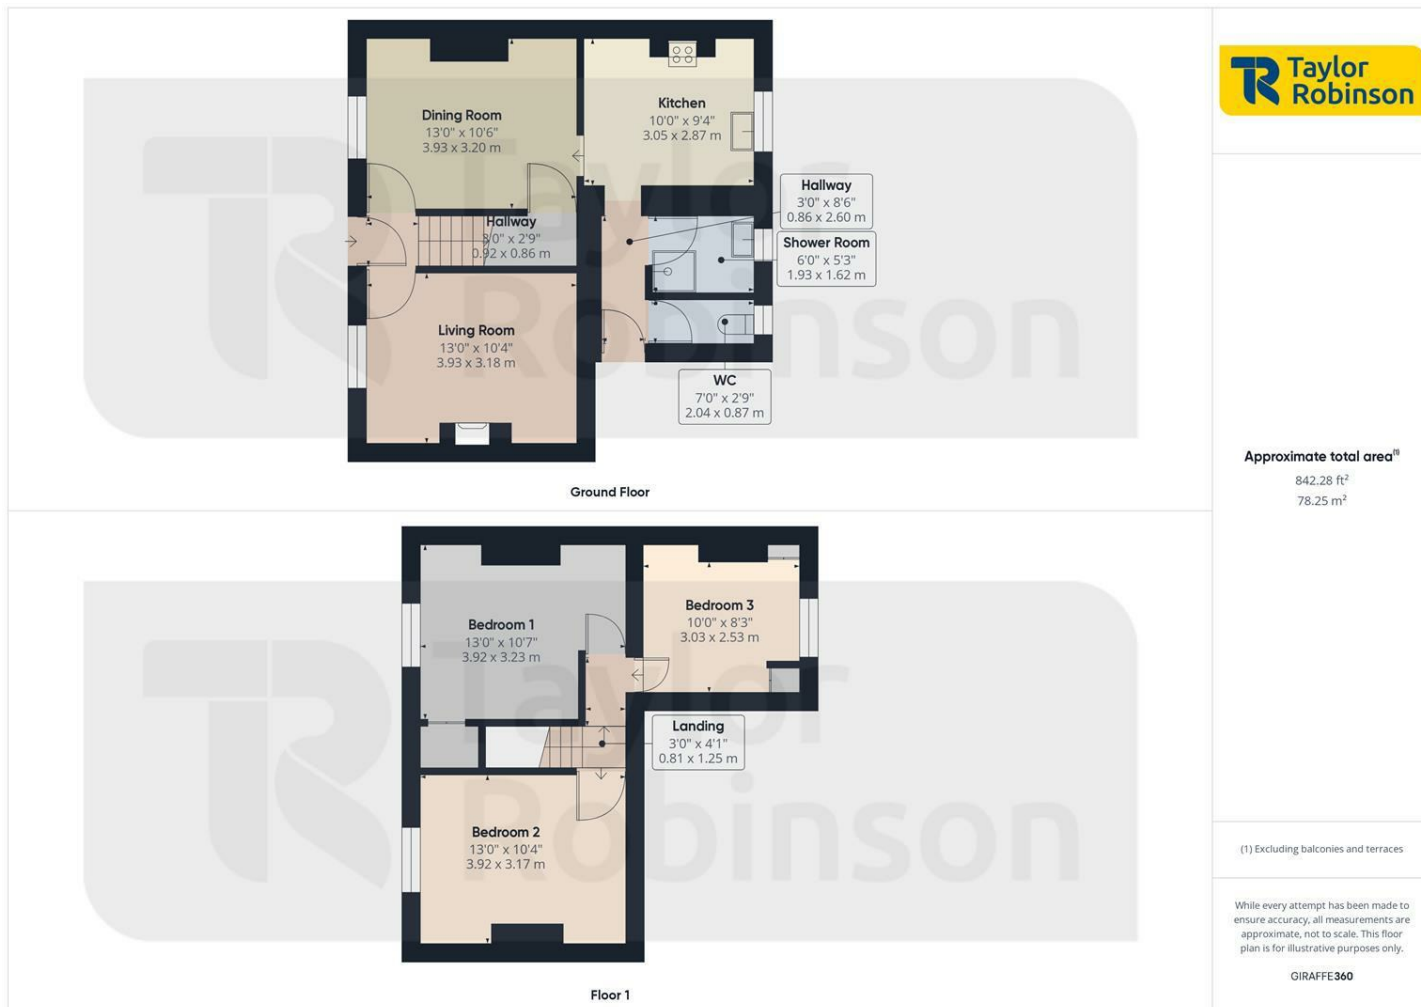 Dining Room
13'0" x 10'6"
3.93 x 3.20 m
Kitchen
10'0" x 9'4"
3.05 x 2.87 m
Hallway
3'0" x 8'6"
0.86 x 2.60 m
Hallway
3'0" x 2'9"
0.92 x 0.86 m
Shower Room
6'0" x 5'3"
1.93 x 1.62 m
Living Room
13'0" x 10'4"
3.93 x 3.18 m
WC
7'0" x 2'9"
2.04 x 0.87 m
Taylor
Robinson
Ground Floor
Bedroom 1
13'0" x 10'7"
3.92 x 3.23 m
Bedroom 3
10'0" x 8'3"
3.03 x 2.53 m
Landing
3'0" x 4'1"
0.81 x 1.25 m
Bedroom 2
13'0" x 10'4"
3.92 x 3.17 m
Taylor
Robinson
Floor 1
Taylor
Robinson
Approximate total area(1)
842.28 ft²
78.25 m²
(1) Excluding balconies and terraces
While every attempt has been made to
ensure accuracy, all measurements are
approximate, not to scale. This floor
plan is for illustrative purposes only.
GIRAFFE360